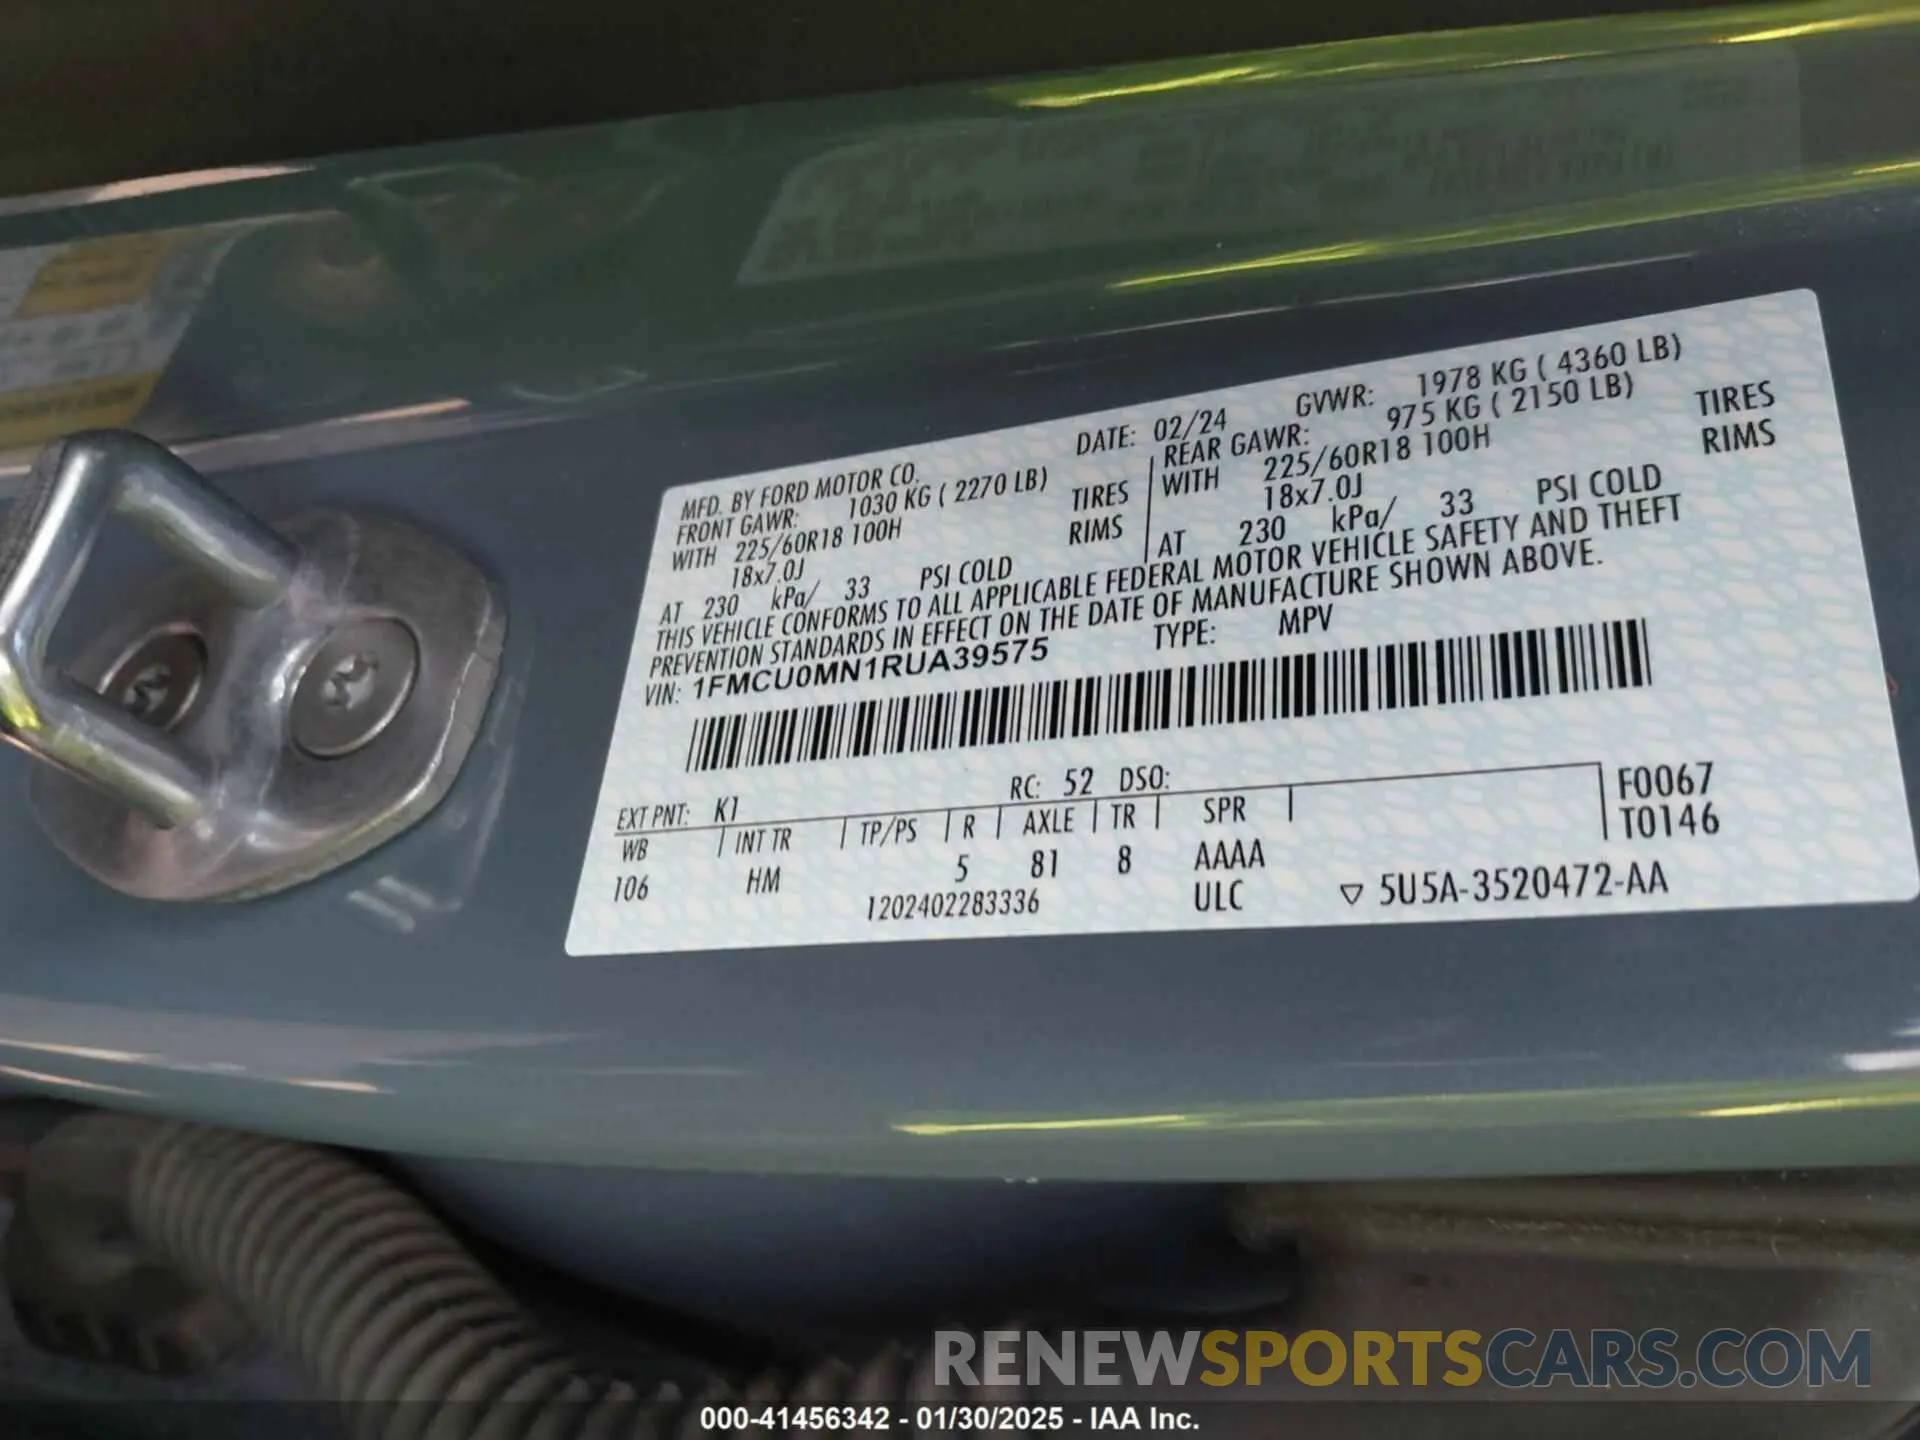 MFD. BY FORD MOTOR CO.
DATE: 02/24 GVWR: 1978 KG ( 4360 LB)
FRONT GAWR: 1030 KG ( 2270 LB) REAR GAWR: 975 KG ( 2150 LB)
WITH 225/60R18 100H TIRES WITH 225/60R18 100H TIRES
18x7.0J RIMS 18x7.0J RIMS
AT 230 kPa/ 33 PSI COLD AT 230 kPa/ 33 PSI COLD
THIS VEHICLE CONFORMS TO ALL APPLICABLE FEDERAL MOTOR VEHICLE SAFETY AND THEFT
PREVENTION STANDARDS IN EFFECT ON THE DATE OF MANUFACTURE SHOWN ABOVE.
VIN: 1FMCU0MN1RUA39575 TYPE: MPV
EXT PNT: K1 RC: 52 DSO: F0067
WB INT TR TP/PS R AXLE TR SPR T0146
106 HM 5 81 8 AAAA
1202402283336 ULC ▽ 5U5A-3520472-AA
RENEWSPORTSCARS.COM
000-41456342 - 01/30/2025 - IAA Inc.